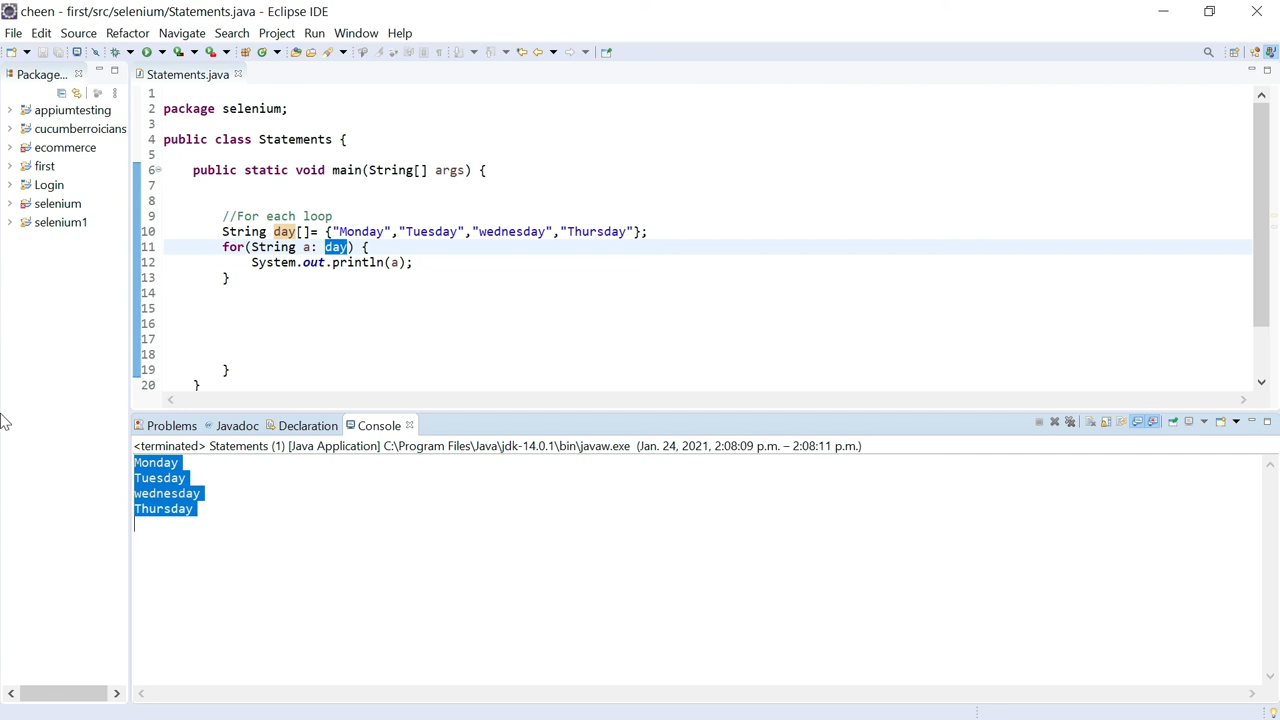 cheen - first/src/selenium/Statements.java - Eclipse IDE
File Edit Source Refactor Navigate Search Project Run Window Help
Package... Statements.java
appiumtesting
cucumberroicians
ecommerce
first
Login
selenium
selenium1
1
2 package selenium;
3
4 public class Statements {
5
6 public static void main(String[] args) {
7
8
9 //For each loop
10 String day[]= {"Monday","Tuesday","wednesday","Thursday"};
11 for(String a: day) {
12 System.out.println(a);
13 }
14
15
16
17
18
19 }
20 }
Problems Javadoc Declaration Console
<terminated> Statements (1) [Java Application] C:\Program Files\Java\jdk-14.0.1\bin\javaw.exe (Jan. 24, 2021, 2:08:09 p.m. – 2:08:11 p.m.)
Monday
Tuesday
wednesday
Thursday